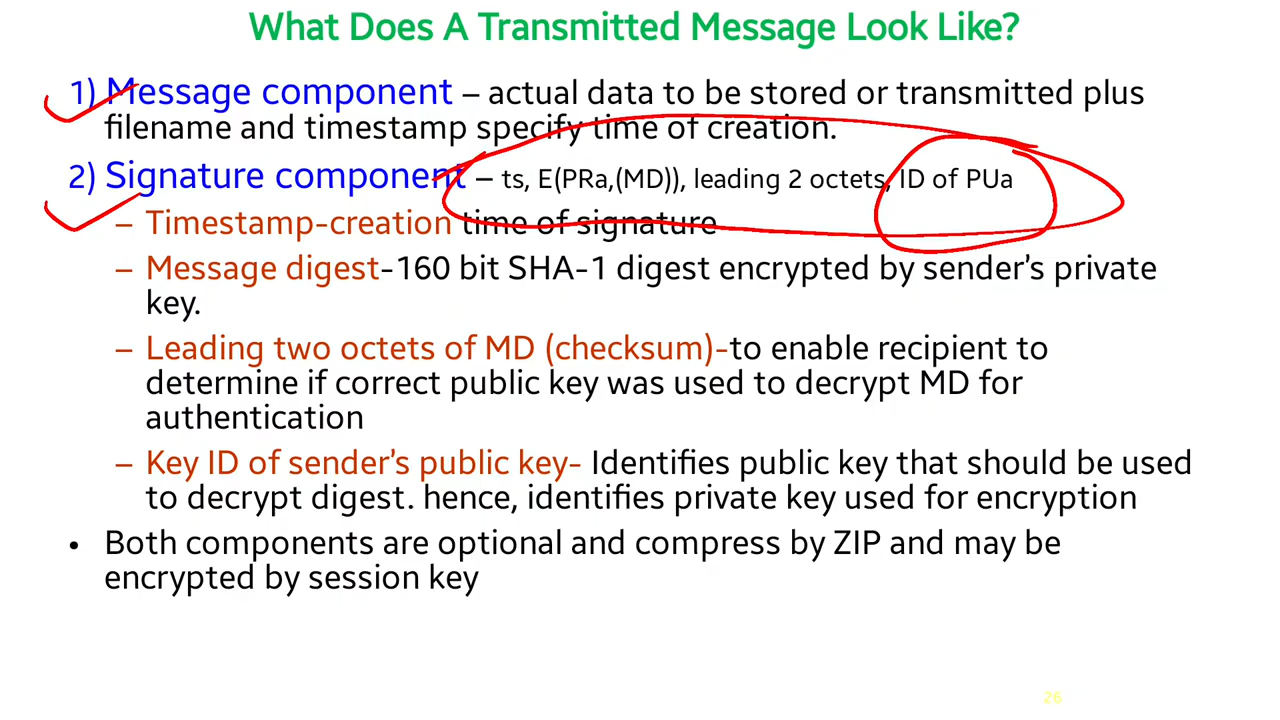 What Does A Transmitted Message Look Like?
1) Message component – actual data to be stored or transmitted plus
filename and timestamp specify time of creation.
2) Signature component – ts, E(PRa,(MD)), leading 2 octets, ID of PUa
– Timestamp-creation time of signature
– Message digest-160 bit SHA-1 digest encrypted by sender's private
key.
– Leading two octets of MD (checksum)-to enable recipient to
determine if correct public key was used to decrypt MD for
authentication
– Key ID of sender's public key- Identifies public key that should be used
to decrypt digest. hence, identifies private key used for encryption
• Both components are optional and compress by ZIP and may be
encrypted by session key
26